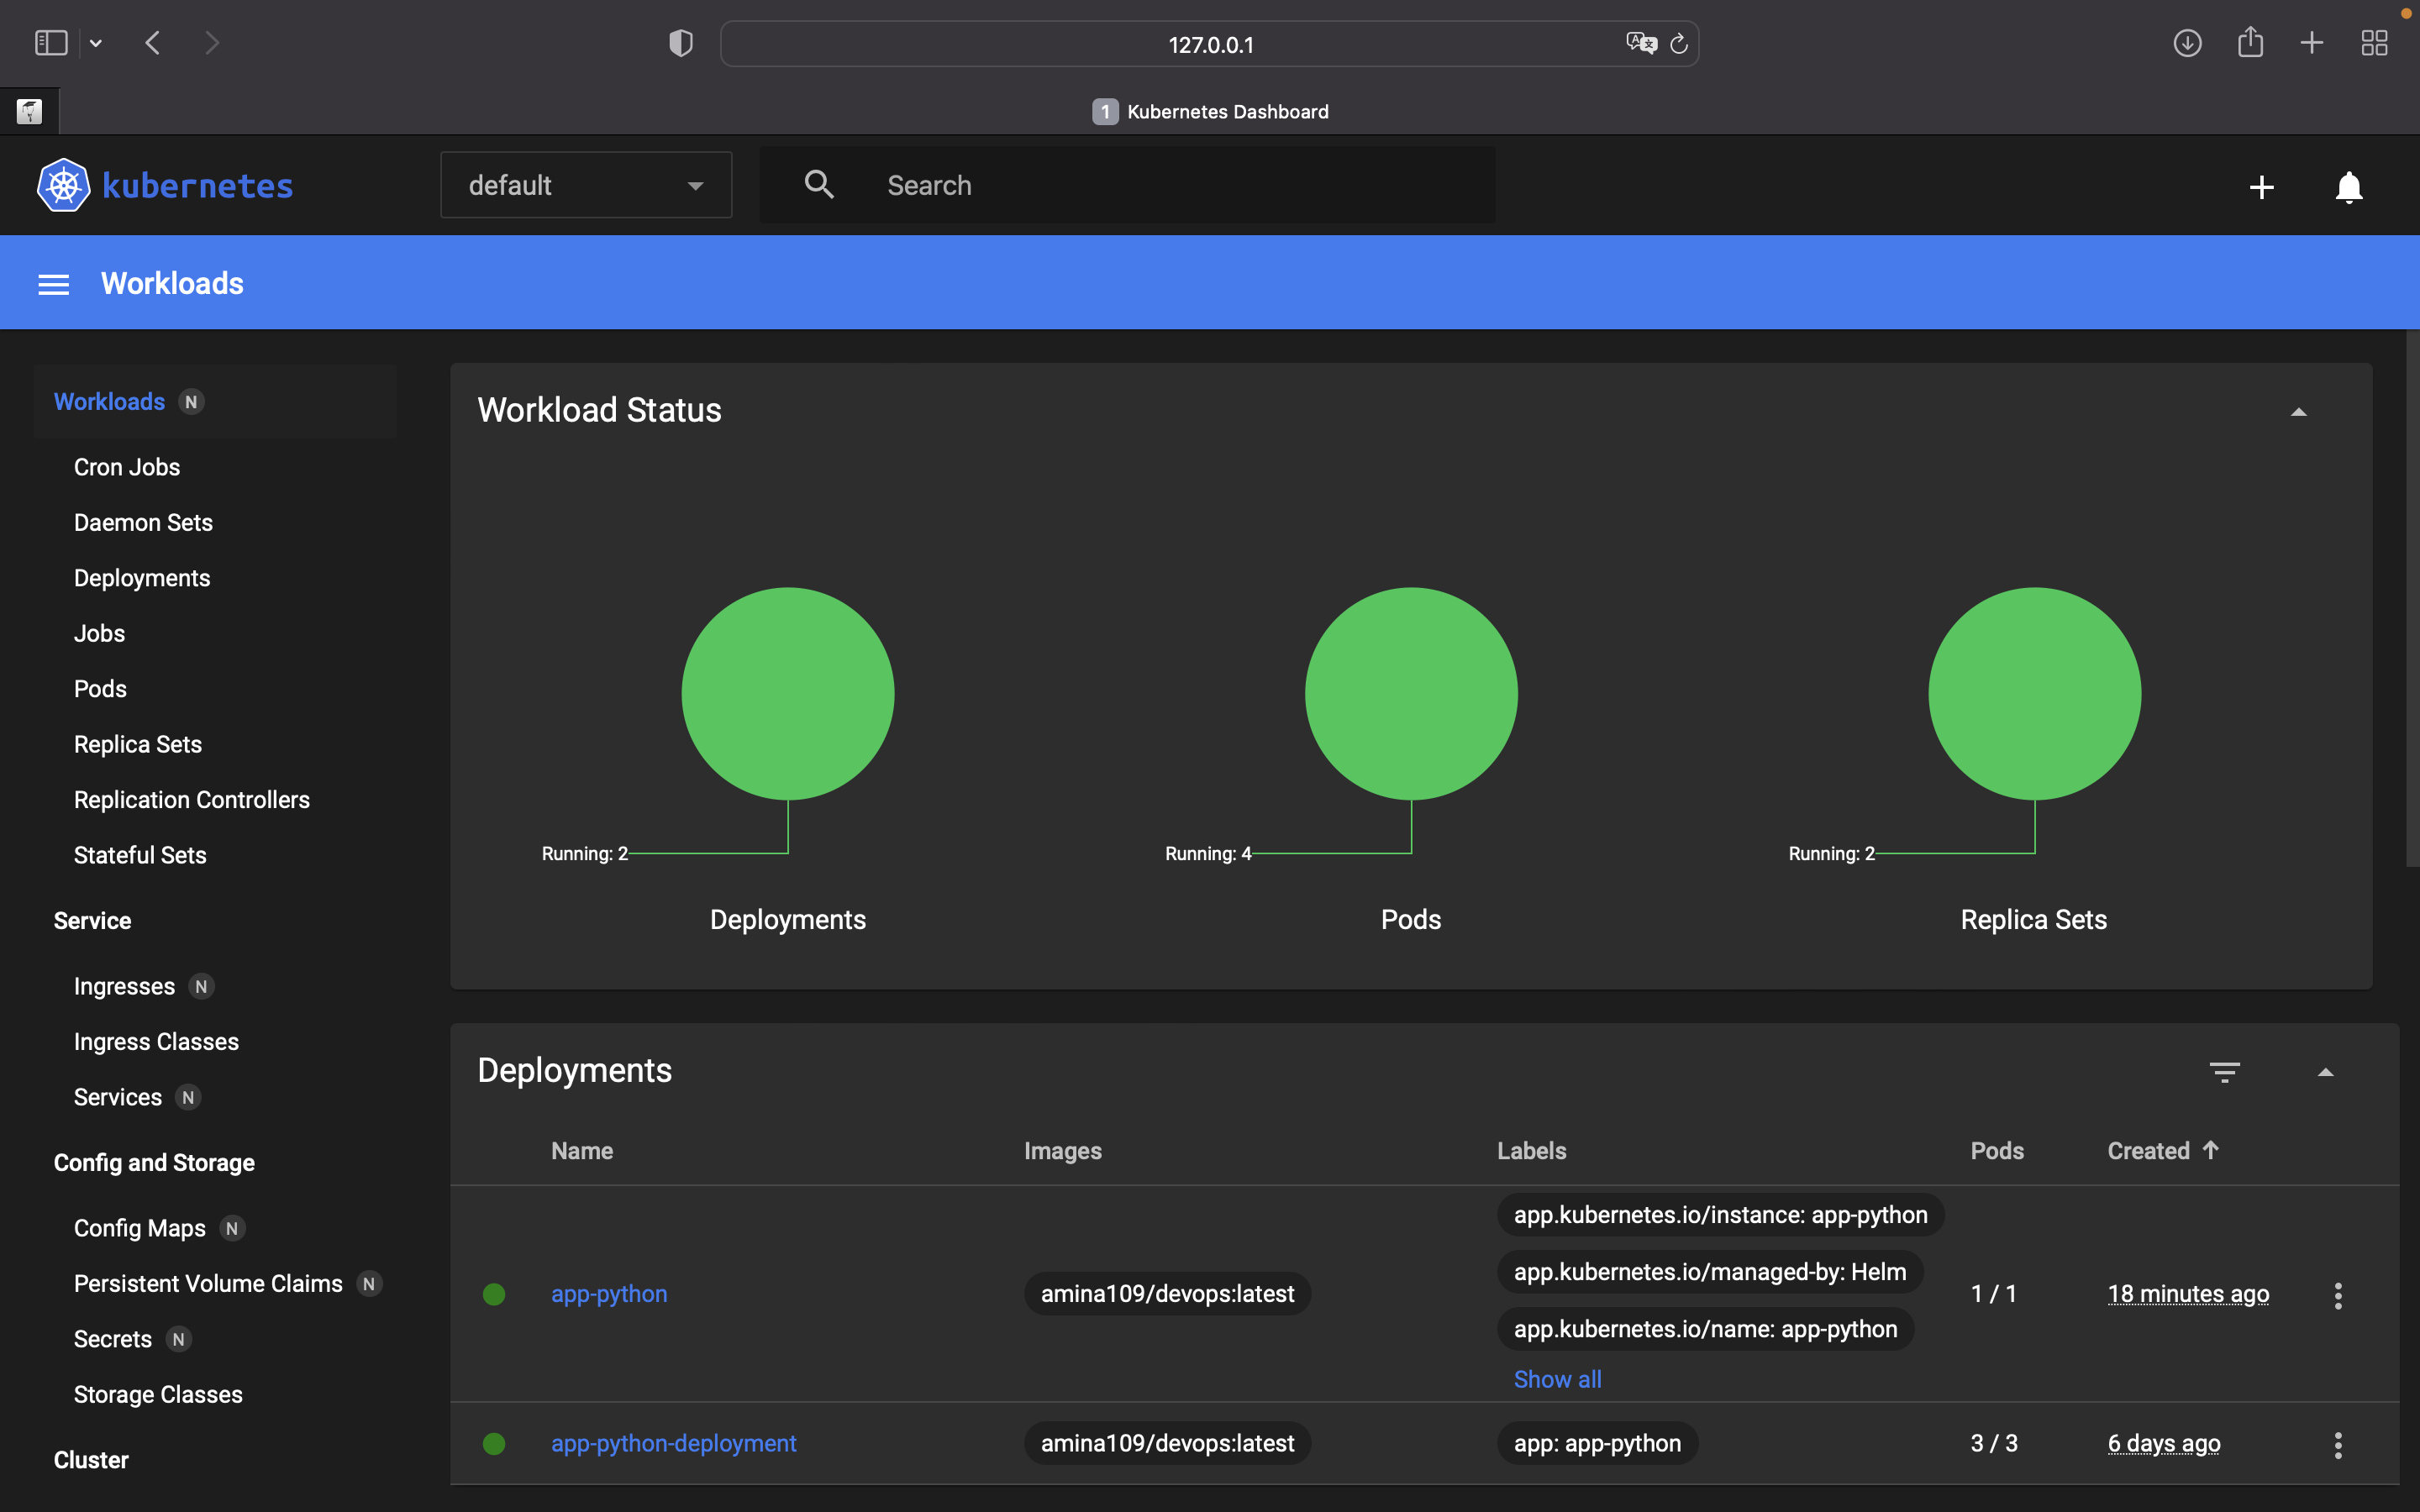 127.0.0.1
1 Kubernetes Dashboard
kubernetes
default
Search
Workloads
Workloads N
Cron Jobs
Daemon Sets
Deployments
Jobs
Pods
Replica Sets
Replication Controllers
Stateful Sets
Service
Ingresses N
Ingress Classes
Services N
Config and Storage
Config Maps N
Persistent Volume Claims N
Secrets N
Storage Classes
Cluster
Workload Status
Running: 2
Deployments
Running: 4
Pods
Running: 2
Replica Sets
Deployments
Name Images Labels Pods Created
app-python amina109/devops:latest app.kubernetes.io/instance: app-python 1 / 1 18 minutes ago
app.kubernetes.io/managed-by: Helm
app.kubernetes.io/name: app-python
Show all
app-python-deployment amina109/devops:latest app: app-python 3 / 3 6 days ago